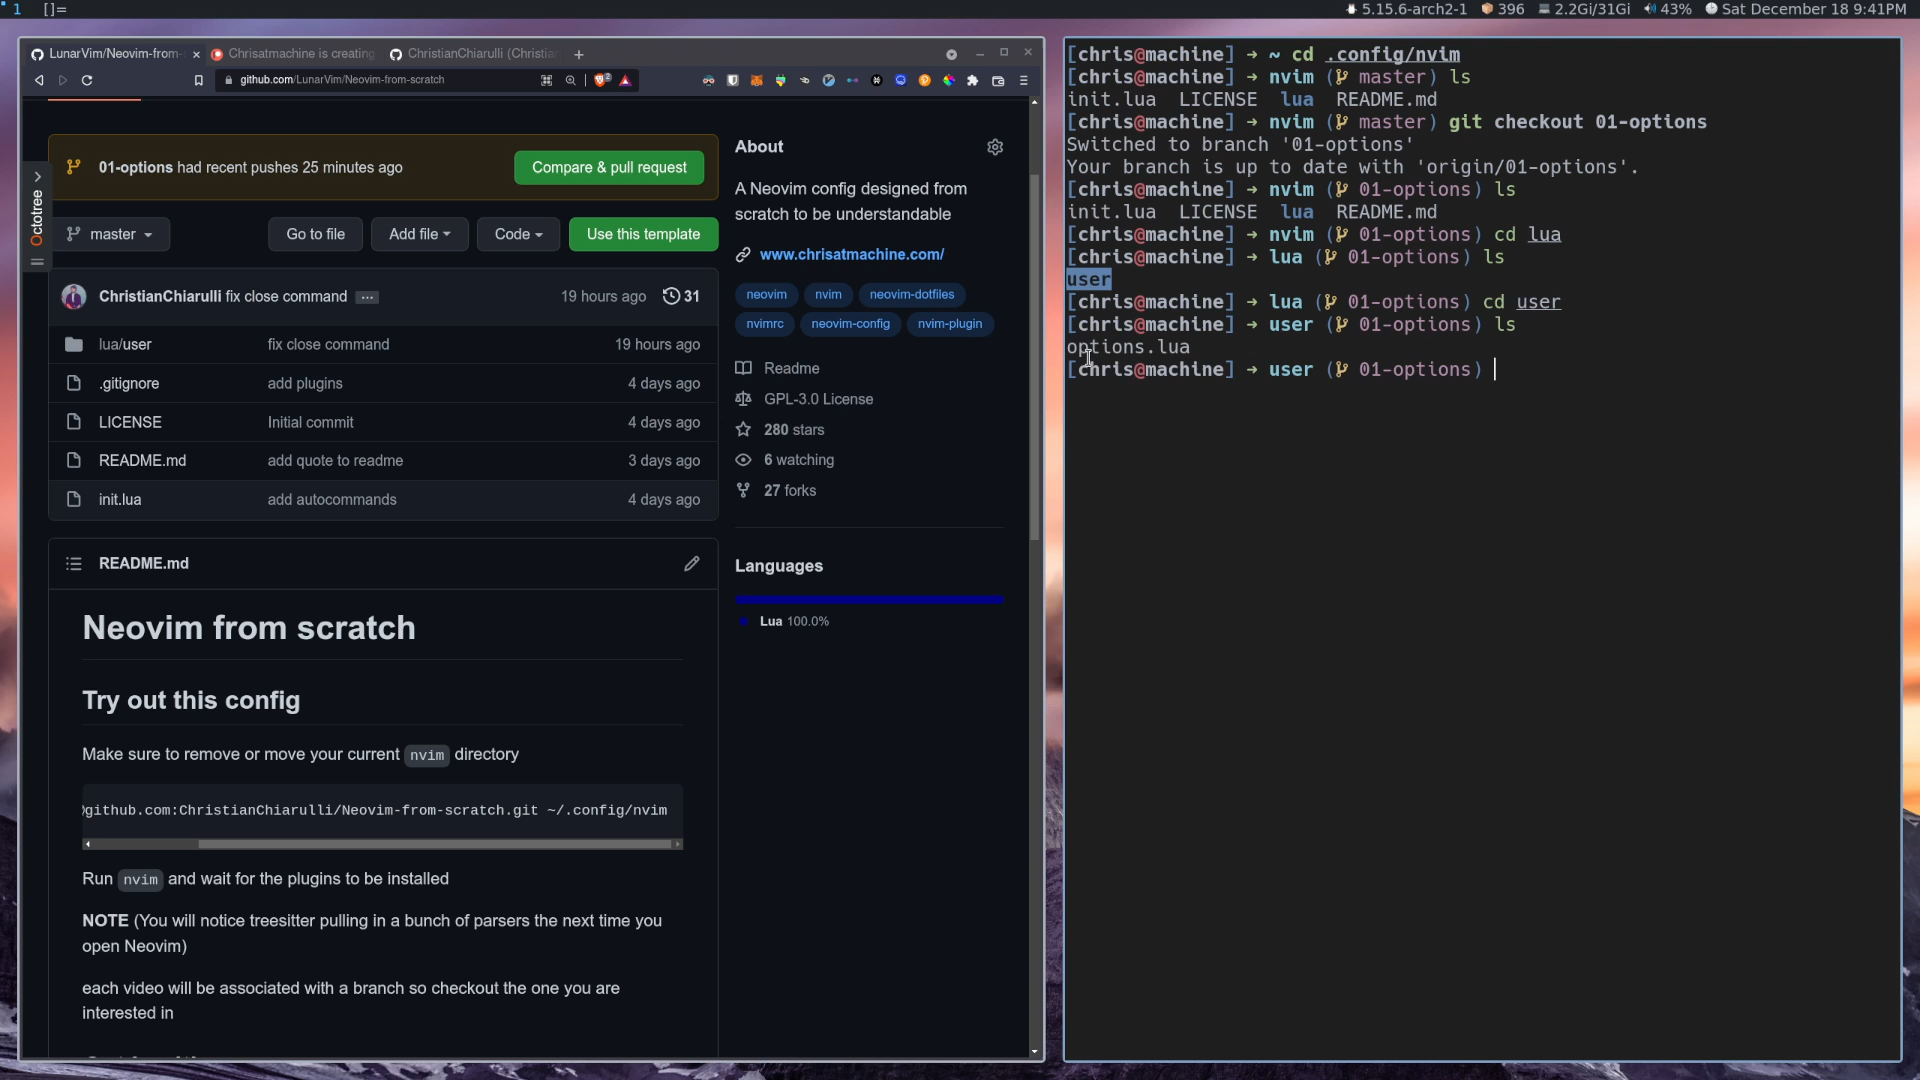 1 []=
5.15.6-arch2-1 396 2.2Gi/31Gi 43% Sat December 18 9:41PM
LunarVim/Neovim-from-
Chrisatmachine is creating
ChristianChiarulli (Christia
github.com/LunarVim/Neovim-from-scratch
Octotree
01-options had recent pushes 25 minutes ago
Compare & pull request
master
Go to file
Add file
Code
Use this template
ChristianChiarulli fix close command ... 19 hours ago 31
lua/user fix close command 19 hours ago
.gitignore add plugins 4 days ago
LICENSE Initial commit 4 days ago
README.md add quote to readme 3 days ago
init.lua add autocommands 4 days ago
README.md
Neovim from scratch
Try out this config
Make sure to remove or move your current nvim directory
github.com:ChristianChiarulli/Neovim-from-scratch.git ~/.config/nvim
Run nvim and wait for the plugins to be installed
NOTE (You will notice treesitter pulling in a bunch of parsers the next time you
open Neovim)
each video will be associated with a branch so checkout the one you are
interested in
About
A Neovim config designed from
scratch to be understandable
www.chrisatmachine.com/
neovim nvim neovim-dotfiles
nvimrc neovim-config nvim-plugin
Readme
GPL-3.0 License
280 stars
6 watching
27 forks
Languages
Lua 100.0%
[chris@machine] → ~ cd .config/nvim
[chris@machine] → nvim ( master) ls
init.lua LICENSE lua README.md
[chris@machine] → nvim ( master) git checkout 01-options
Switched to branch '01-options'
Your branch is up to date with 'origin/01-options'.
[chris@machine] → nvim ( 01-options) ls
init.lua LICENSE lua README.md
[chris@machine] → nvim ( 01-options) cd lua
[chris@machine] → lua ( 01-options) ls
user
[chris@machine] → lua ( 01-options) cd user
[chris@machine] → user ( 01-options) ls
options.lua
[chris@machine] → user ( 01-options)